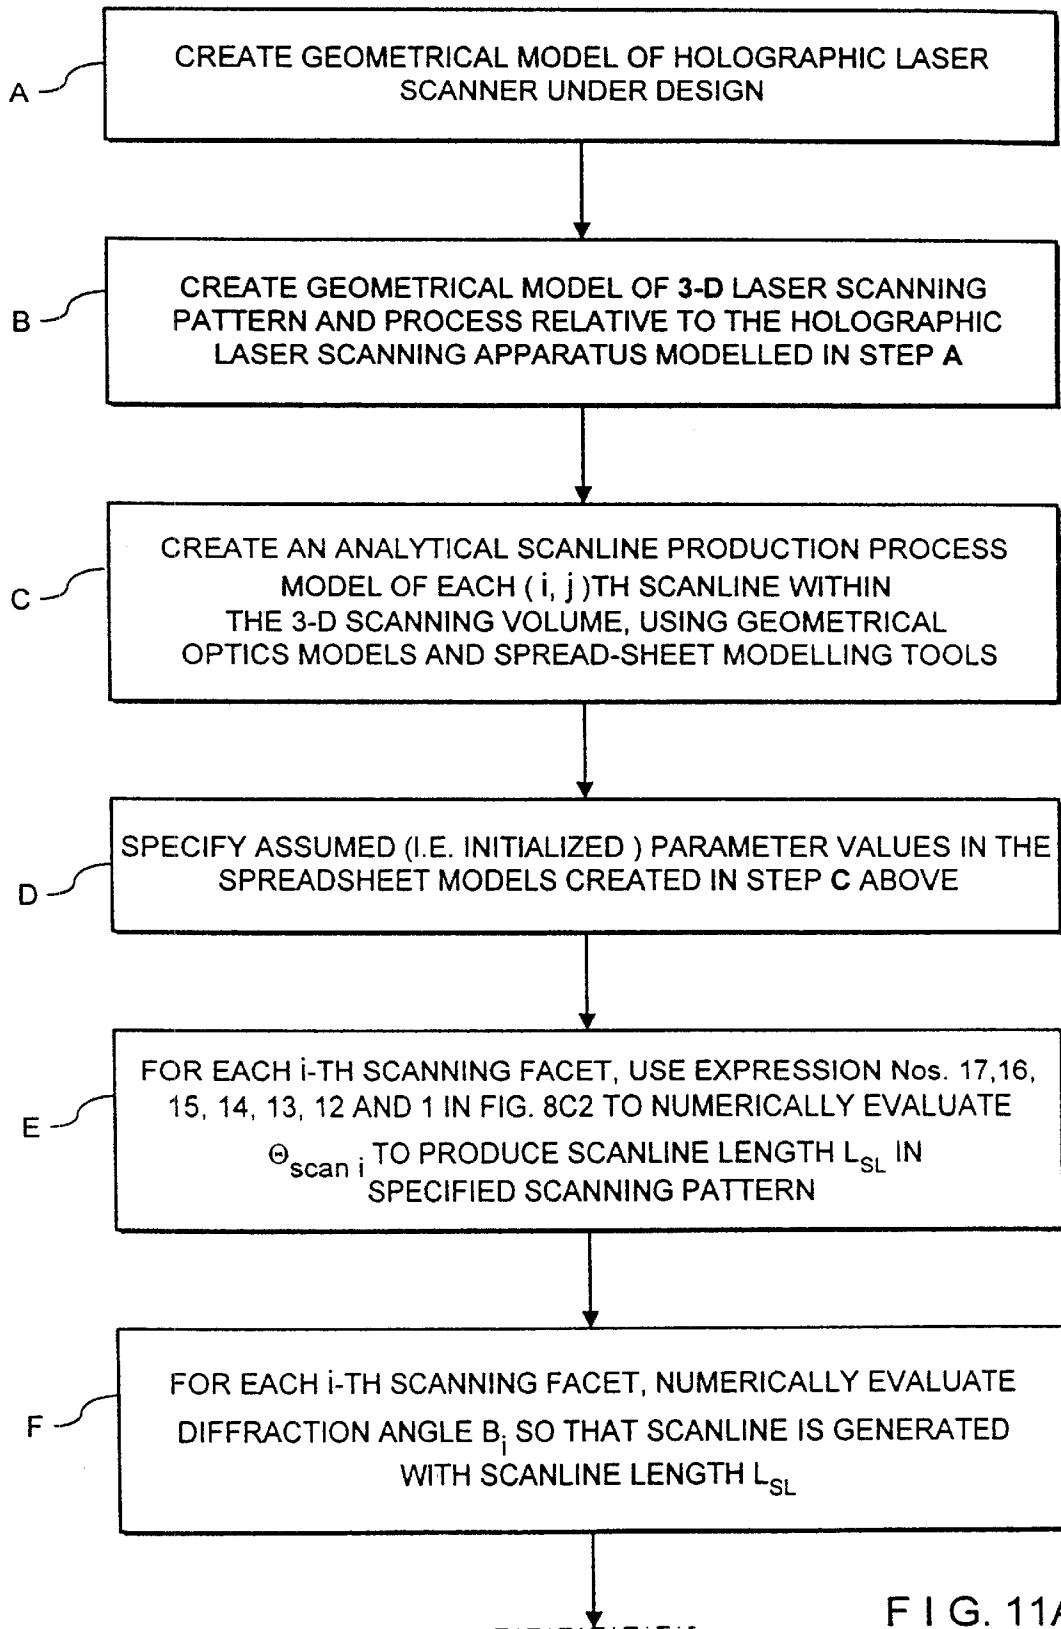 A
CREATE GEOMETRICAL MODEL OF HOLOGRAPHIC LASER
SCANNER UNDER DESIGN
B
CREATE GEOMETRICAL MODEL OF 3-D LASER SCANNING
PATTERN AND PROCESS RELATIVE TO THE HOLOGRAPHIC
LASER SCANNING APPARATUS MODELLED IN STEP A
C
CREATE AN ANALYTICAL SCANLINE PRODUCTION PROCESS
MODEL OF EACH ( i, j )TH SCANLINE WITHIN
THE 3-D SCANNING VOLUME, USING GEOMETRICAL
OPTICS MODELS AND SPREAD-SHEET MODELLING TOOLS
D
SPECIFY ASSUMED (I.E. INITIALIZED ) PARAMETER VALUES IN THE
SPREADSHEET MODELS CREATED IN STEP C ABOVE
E
FOR EACH i-TH SCANNING FACET, USE EXPRESSION Nos. 17,16,
15, 14, 13, 12 AND 1 IN FIG. 8C2 TO NUMERICALLY EVALUATE
Θscan i TO PRODUCE SCANLINE LENGTH LSL IN
SPECIFIED SCANNING PATTERN
F
FOR EACH i-TH SCANNING FACET, NUMERICALLY EVALUATE
DIFFRACTION ANGLE Bi SO THAT SCANLINE IS GENERATED
WITH SCANLINE LENGTH LSL
F I G. 11A